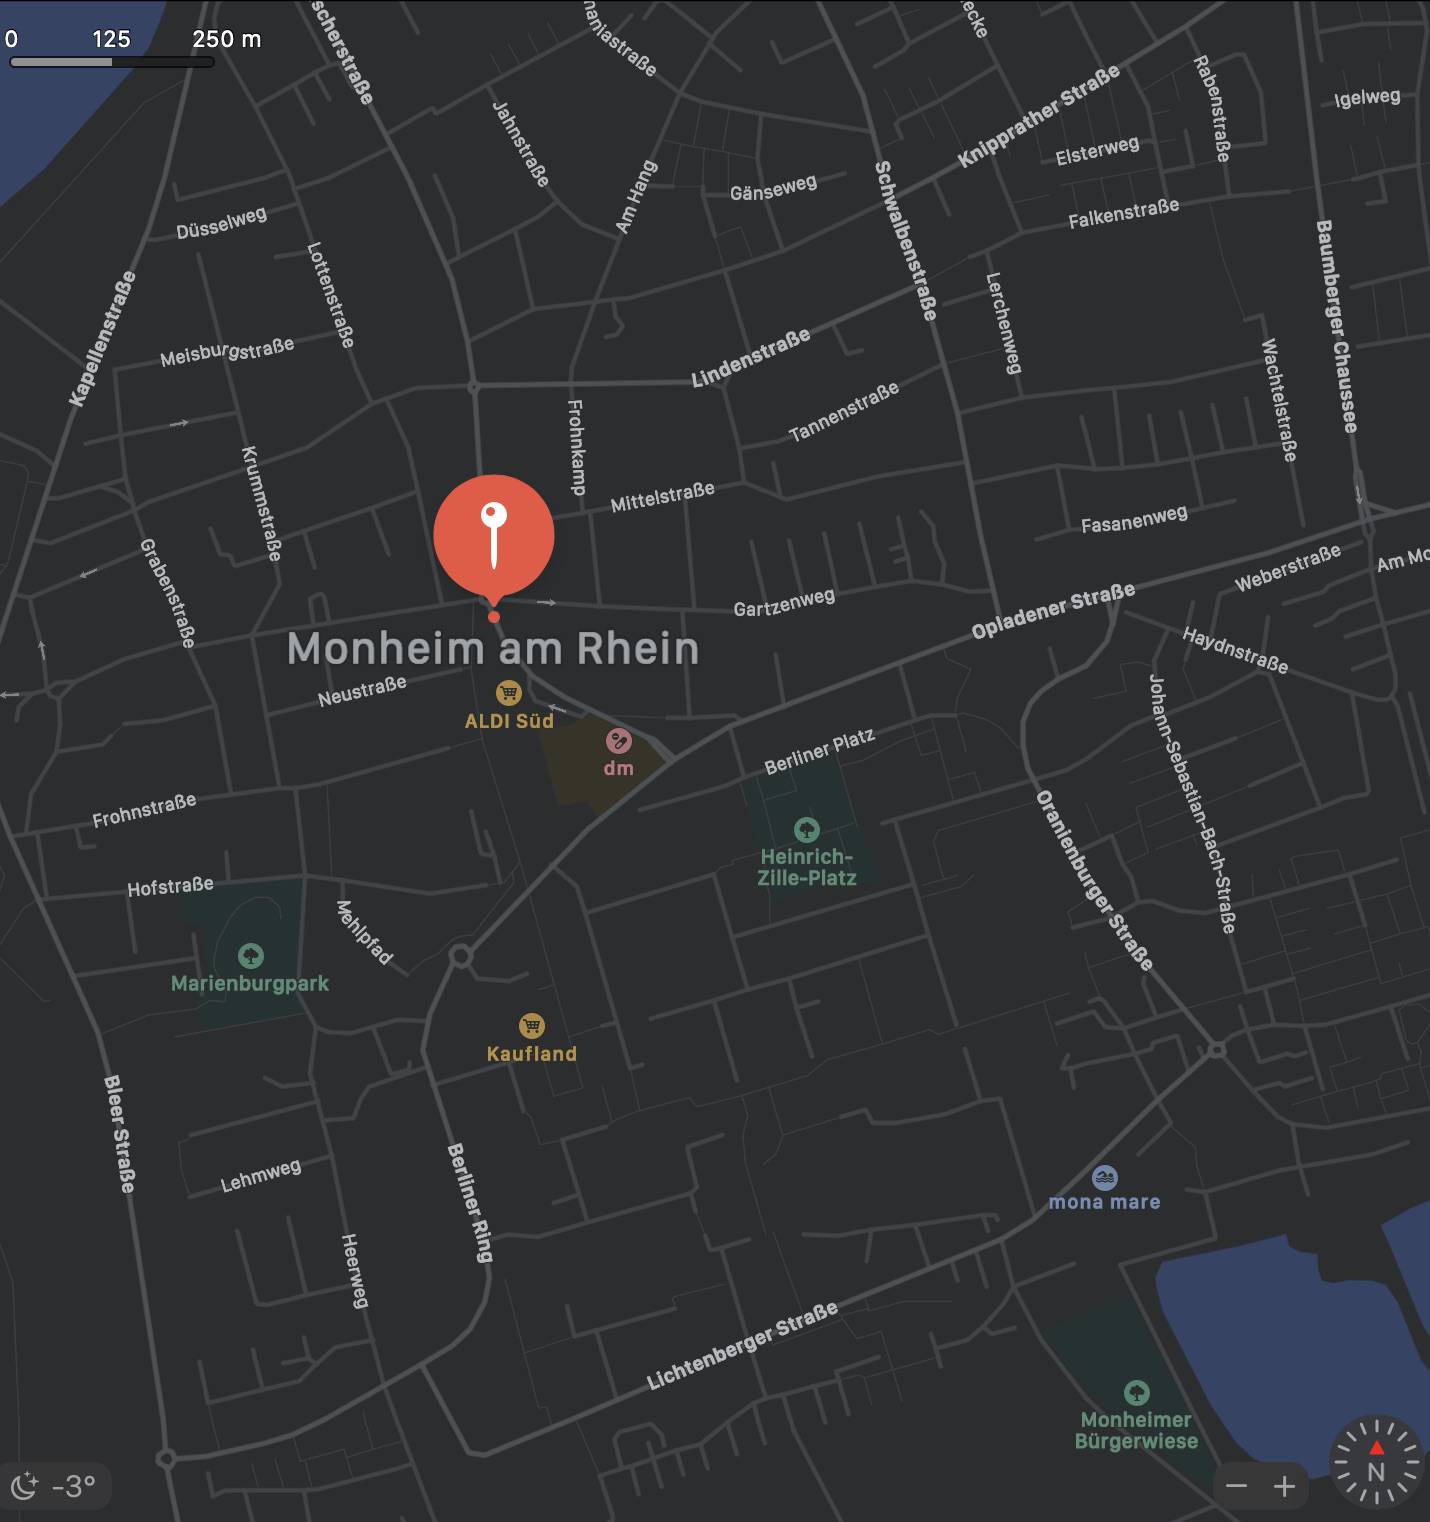 0 125 250 m
scherstraße
naniastraße
ecke
Knipprather Straße
Rabenstraße
Igelweg
Jahnstraße
Am Hang
Gänseweg
Elsterweg
Schwalbenstraße
Falkenstraße
Düsselweg
Lottenstraße
Baumberger Chaussee
Kapellenstraße
Lerchenweg
Meisburgstraße
Lindenstraße
Wachtelstraße
Tannenstraße
Frohnkamp
Krummstraße
Mittelstraße
Fasanenweg
Grabenstraße
Weberstraße
Am Mo
Gartzenweg
Opladener Straße
Monheim am Rhein
Haydnstraße
Neustraße
ALDI Süd
Johann-Sebastian-Bach-Straße
dm
Berliner Platz
Frohnstraße
Oranienburger Straße
Heinrich-
Zille-Platz
Hofstraße
Mehlpfad
Marienburgpark
Kaufland
Bleer Straße
Lehmweg
Berliner Ring
mona mare
Heerweg
Lichtenberger Straße
Monheimer
Bürgerwiese
-3°
− +
N